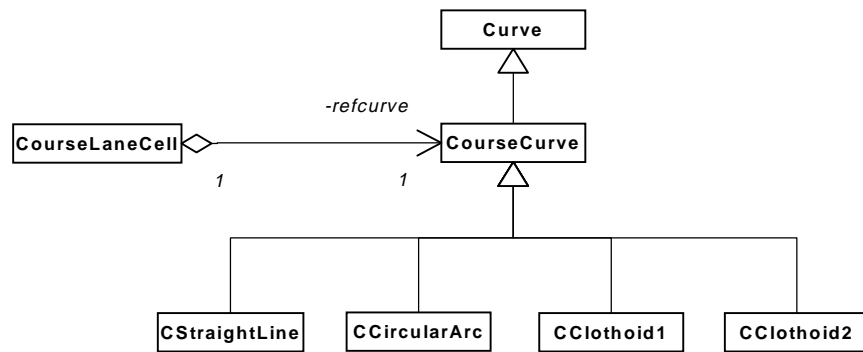 Curve
-refcurve
CourseLaneCell
CourseCurve
1
1
CStraightLine
CCircularArc
CClothoid1
CClothoid2